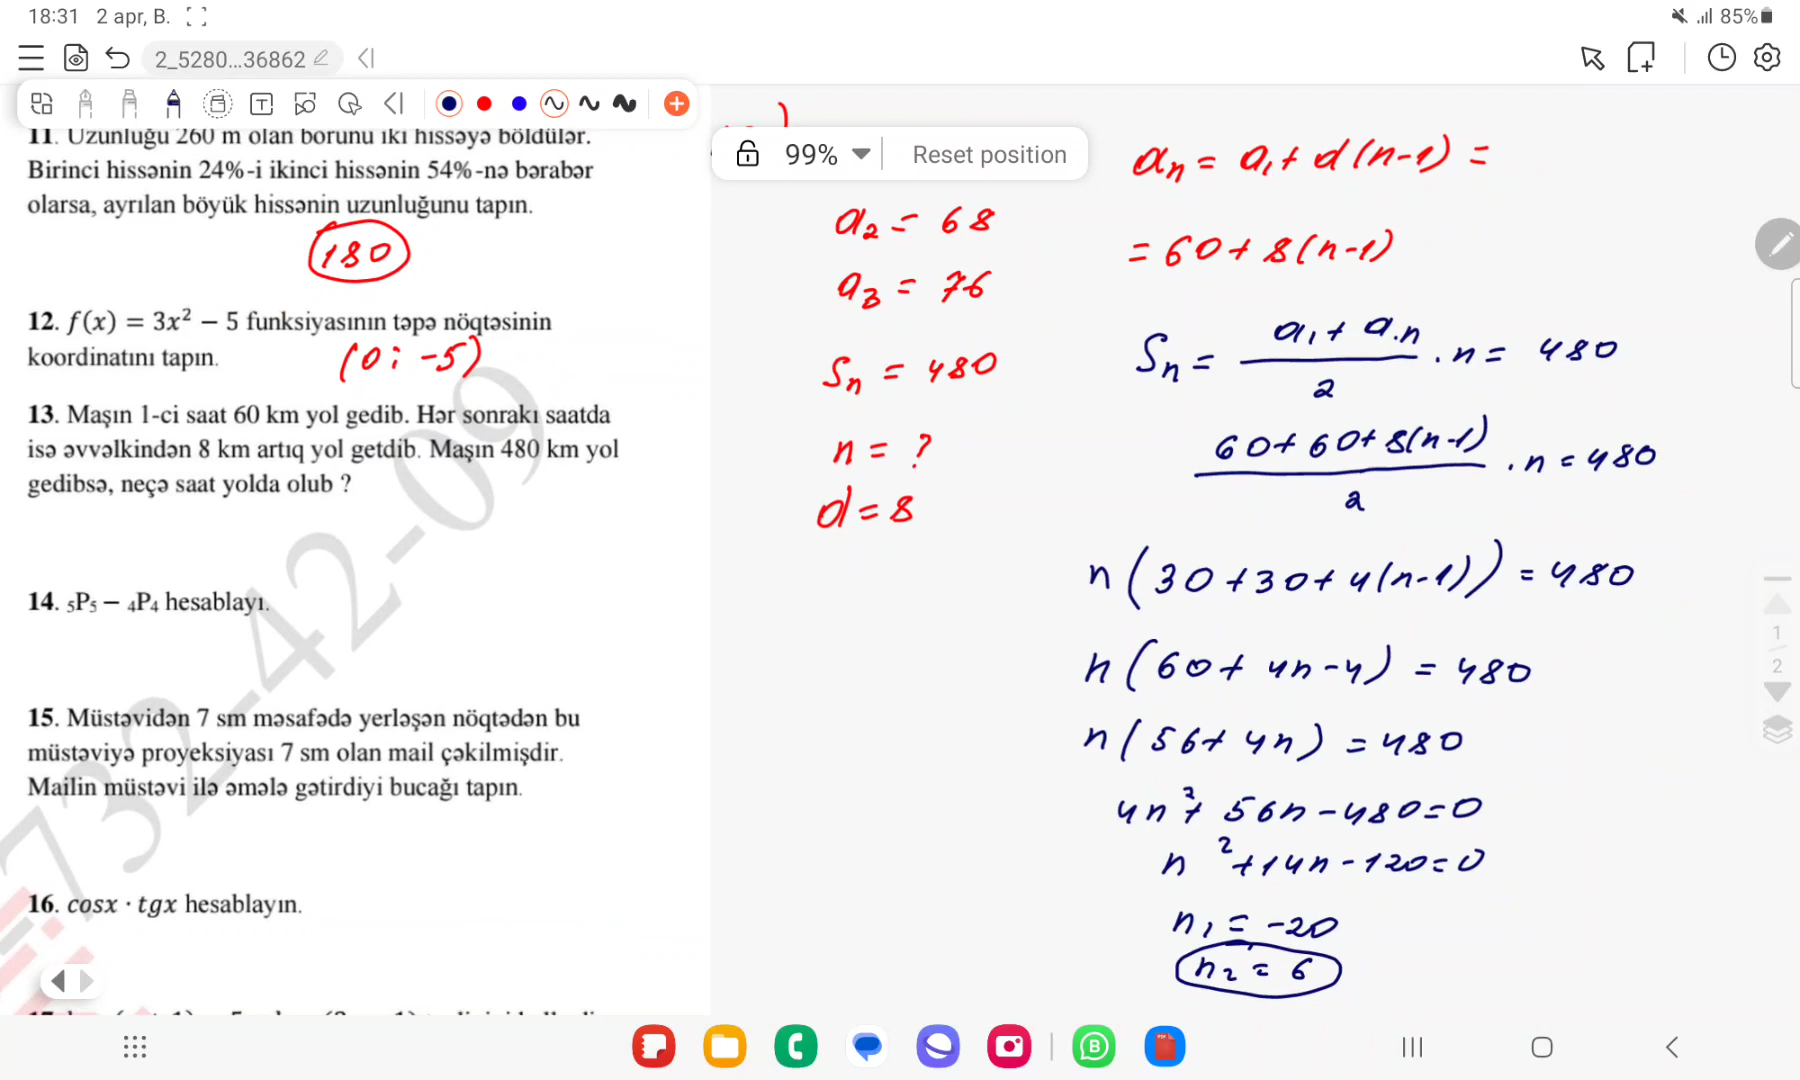 18:31 2 apr, B.
85%
2_5280...36862
99% Reset position
11. Uzunluğu 260 m olan borunu iki hissəyə böldülər.
Birinci hissənin 24%-i ikinci hissənin 54%-nə bərabər
olarsa, ayrılan böyük hissənin uzunluğunu tapın.
180
12. f(x) = 3x² − 5 funksiyasının təpə nöqtəsinin
koordinatını tapın.
(0; -5)
13. Maşın 1-ci saat 60 km yol gedib. Hər sonrakı saatda
isə əvvəlkindən 8 km artıq yol getdib. Maşın 480 km yol
gedibsə, neçə saat yolda olub ?
14. ₅P₅ − ₄P₄ hesablayı.
15. Müstəvidən 7 sm məsafədə yerləşən nöqtədən bu
müstəviyə proyeksiyası 7 sm olan mail çəkilmişdir.
Mailin müstəvi ilə əmələ gətirdiyi bucağı tapın.
16. cosx · tgx hesablayın.
732-42-09
a₂ = 68
a₃ = 76
Sn = 480
n = ?
d = 8
an = a₁ + d(n-1) =
= 60 + 8(n-1)
Sn = a₁ + a.n / 2 . n = 480
60 + 60 + 8(n-1) / 2 . n = 480
n(30+30+4(n-1)) = 480
n(60+4n-4) = 480
n(56+4n) = 480
4n² + 56n - 480 = 0
n² + 14n - 120 = 0
n₁ = -20
n₂ = 6
1
2